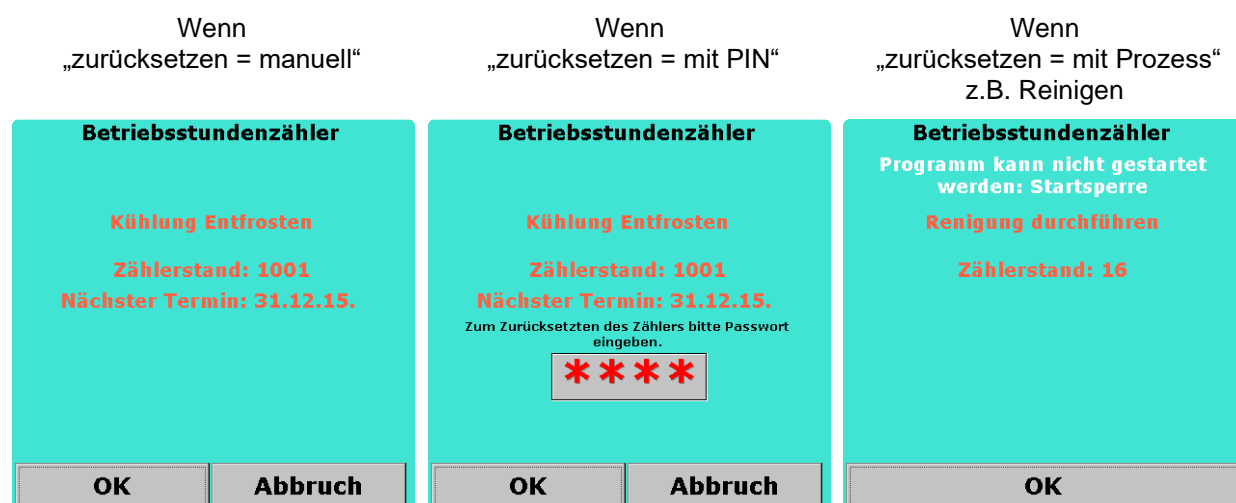 Wenn
„zurücksetzen = manuell“
Betriebsstundenzähler
Kühlung Entfrosten
Zählerstand: 1001
Nächster Termin: 31.12.15.
OK
Abbruch
Wenn
„zurücksetzen = mit PIN“
Betriebsstundenzähler
Kühlung Entfrosten
Zählerstand: 1001
Nächster Termin: 31.12.15.
Zum Zurücksetzten des Zählers bitte Passwort
eingeben.
****
OK
Abbruch
Wenn
„zurücksetzen = mit Prozess“
z.B. Reinigen
Betriebsstundenzähler
Programm kann nicht gestartet
werden: Startsperre
Renigung durchführen
Zählerstand: 16
OK